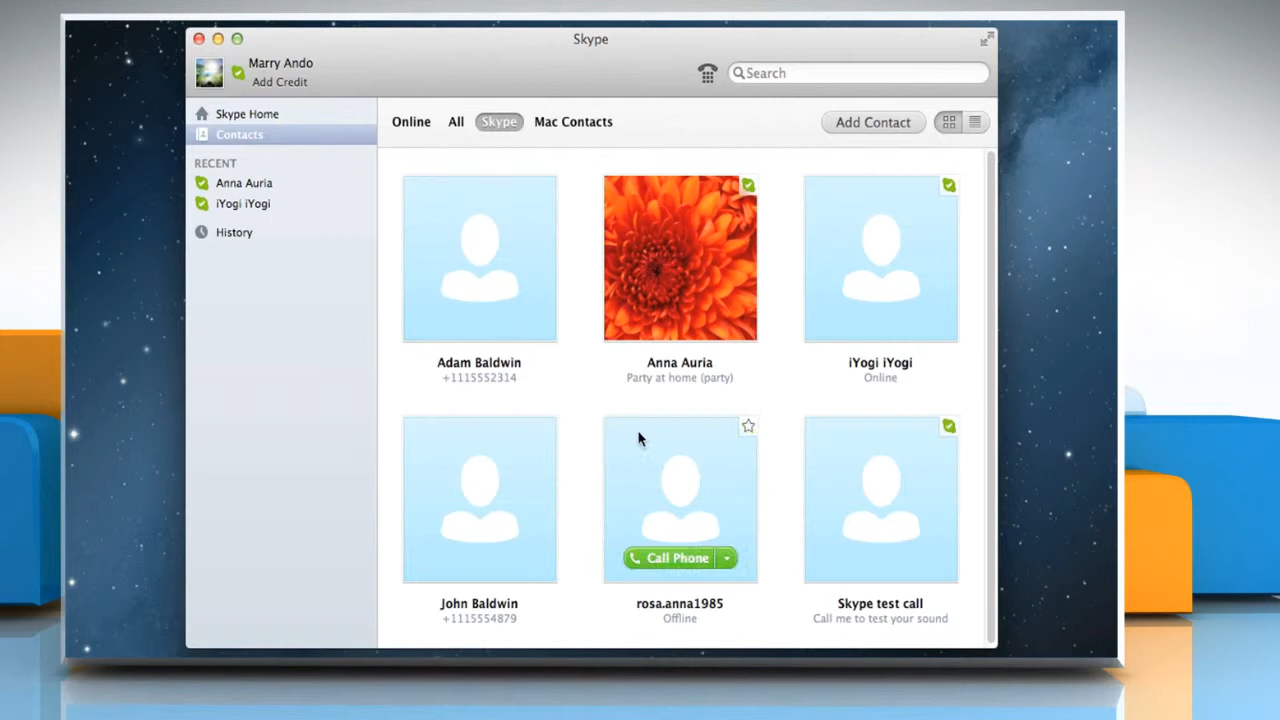 Skype
Marry Ando
Add Credit
Search
Skype Home
Contacts
RECENT
Anna Auria
iYogi iYogi
History
Online All Skype Mac Contacts Add Contact
Adam Baldwin Anna Auria iYogi iYogi
+1115552314 Party at home (party) Online
Call Phone
John Baldwin rosa.anna1985 Skype test call
+1115554879 Offline Call me to test your sound